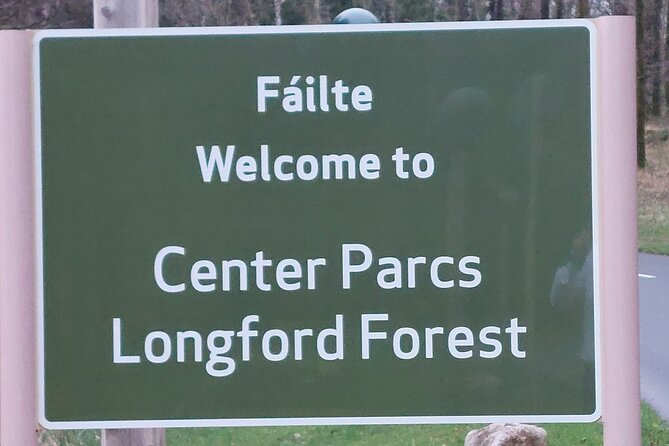 Fáilte
Welcome to
Center Parcs
Longford Forest